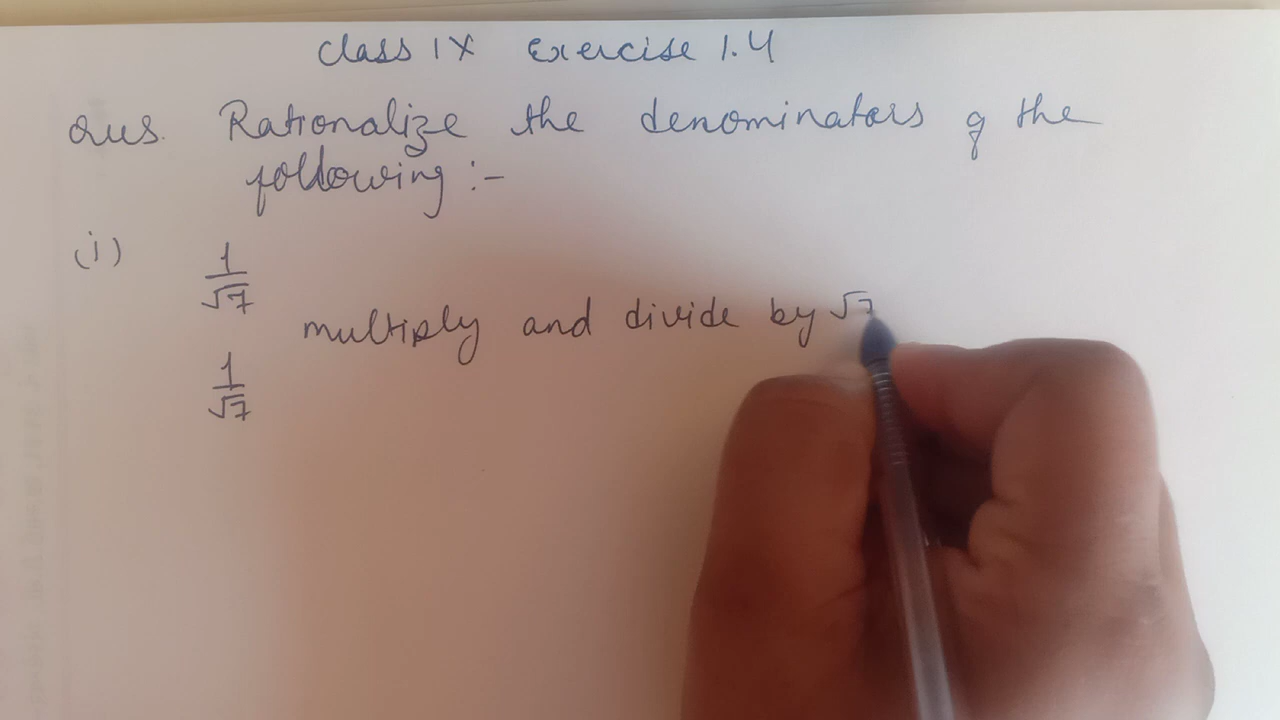 Class IX Exercise 1.4
Ques. Rationalize the denominators of the
following :-
(i) 1/√7
multiply and divide by √7
1/√7